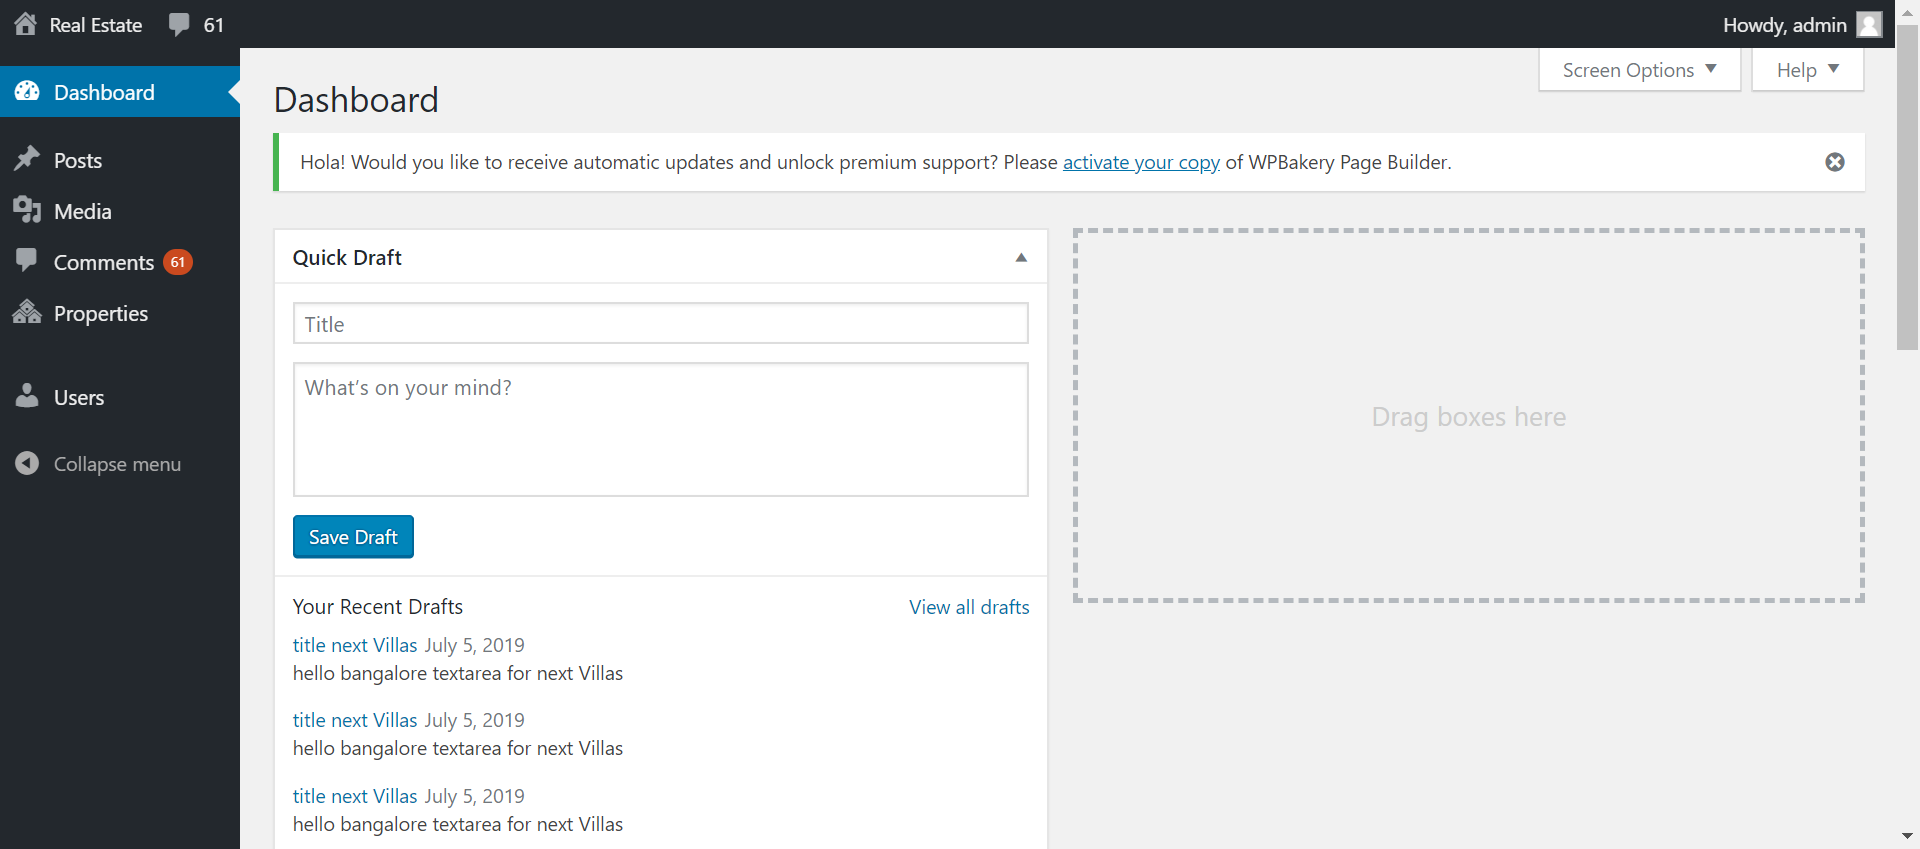 Real Estate 61 Howdy, admin
Screen Options Help
Dashboard
Dashboard
Hola! Would you like to receive automatic updates and unlock premium support? Please activate your copy of WPBakery Page Builder.
Posts
Media
Comments 61
Properties
Users
Collapse menu
Quick Draft
Title
What's on your mind?
Save Draft
Your Recent Drafts View all drafts
title next Villas July 5, 2019
hello bangalore textarea for next Villas
title next Villas July 5, 2019
hello bangalore textarea for next Villas
title next Villas July 5, 2019
hello bangalore textarea for next Villas
Drag boxes here